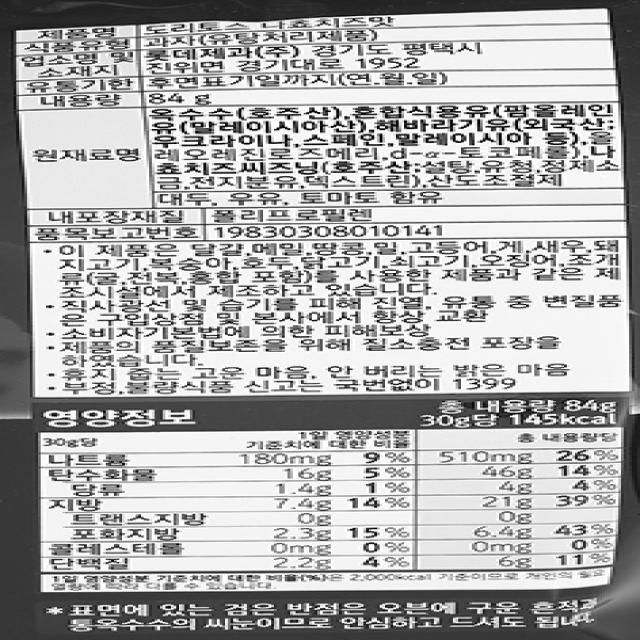 제품명 도리토스 나쵸치즈맛
식품유형 과자(유탕처리제품)
업소명 및 소재지 롯데제과(주) 경기도 평택시
진위면 경기대로 1952
유통기한 후면표기일까지(연.월.일)
내용량 84 g
원재료명 옥수수(호주산),혼합식용유(팜올레인
유(말레이시아산),해바라기유(외국산:
우크라이나,스페인,말레이시아 등),올
레오레진로즈메리,d-α-토코페롤),나
쵸치즈씨즈닝(호주산:설탕,유청,정제소
금,전지분유,덱스트린),산도조절제
대두, 우유, 토마토 함유
내포장재질 폴리프로필렌
품목보고번호 19830308010141
• 이 제품은 달걀,메밀,땅콩,밀,고등어,게,새우,돼
지고기,복숭아,호두,닭고기,쇠고기,오징어,조개
류(굴,전복,홍합 포함)를 사용한 제품과 같은 제
조시설에서 제조하고 있습니다.
• 직사광선 및 습기를 피해 진열, 유통 중 변질품
은 구입상점 및 본사에서 항상 교환
• 소비자기본법에 의한 피해보상
• 제품의 품질보존을 위해 질소충전 포장을
하였습니다.
• 휴지 줍는 고운 마음, 안 버리는 밝은 마음
• 부정,불량식품 신고는 국번없이 1399
영양정보 총 내용량 84g
30g당 145kcal
30g당 1일 영양성분 기준치에 대한 비율 총 내용량당
나트륨 180mg 9% 510mg 26%
탄수화물 16g 5% 46g 14%
당류 1.4g 1% 4g 4%
지방 7.4g 14% 21g 39%
트랜스지방 0g 0g
포화지방 2.3g 15% 6.4g 43%
콜레스테롤 0mg 0% 0mg 0%
단백질 2.2g 4% 6g 11%
1일 영양성분 기준치에 대한 비율(%)은 2,000kcal 기준이므로 개인의 필요
열량에 따라 다를 수 있습니다.
* 표면에 있는 검은 반점은 오븐에 구운 흔적과
통옥수수의 씨눈이므로 안심하고 드셔도 됩니다